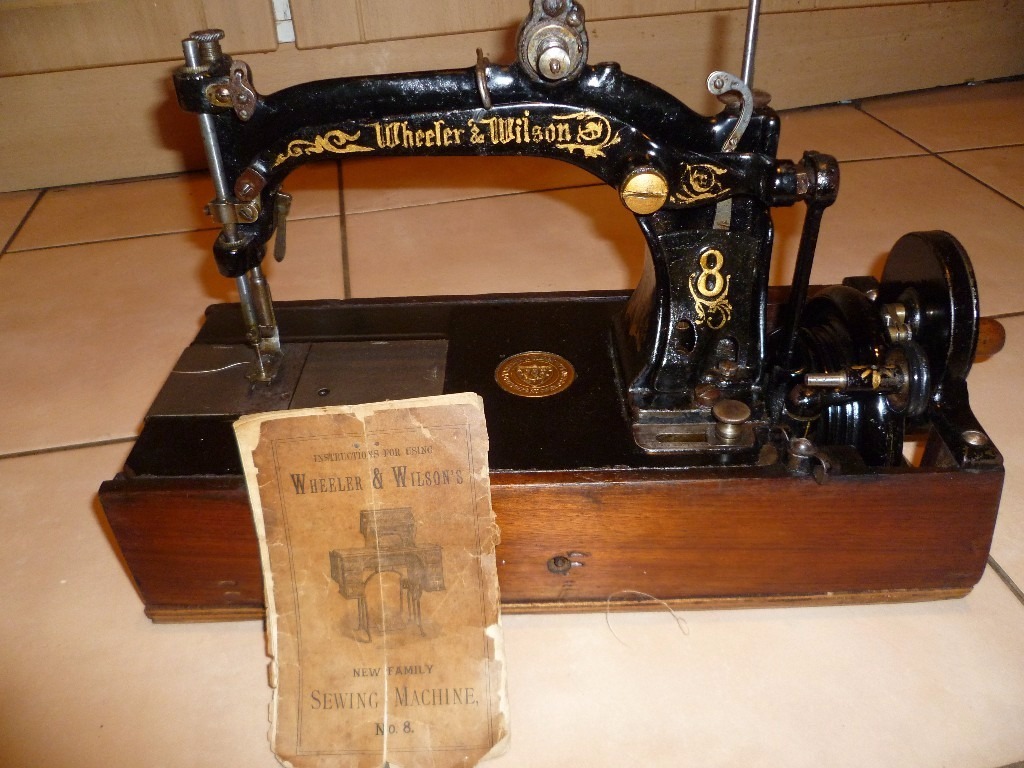 Wheeler & Wilson
8
INSTRUCTIONS FOR USING
WHEELER & WILSON'S
NEW FAMILY
SEWING MACHINE,
No. 8.